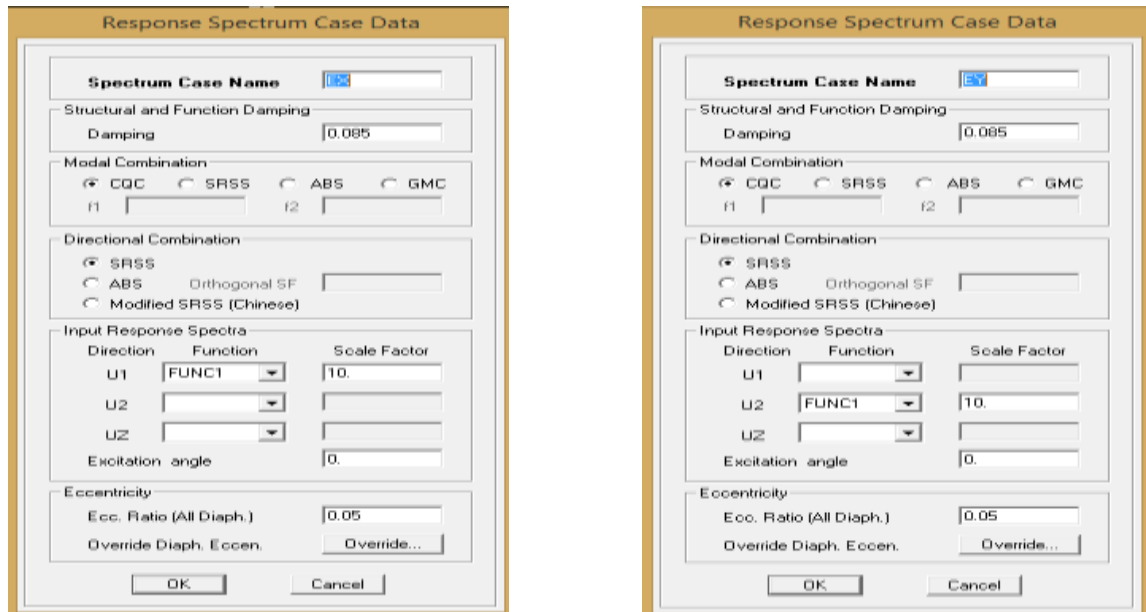 Response Spectrum Case Data
Spectrum Case Name EX
Structural and Function Damping
Damping 0.085
Modal Combination
CQC SRSS ABS GMC
f1 f2
Directional Combination
SRSS
ABS Orthogonal SF
Modified SRSS (Chinese)
Input Response Spectra
Direction Function Scale Factor
U1 FUNC1 10.
U2
UZ
Excitation angle 0.
Eccentricity
Ecc. Ratio (All Diaph.) 0.05
Override Diaph. Eccen. Override...
OK Cancel
Response Spectrum Case Data
Spectrum Case Name EY
Structural and Function Damping
Damping 0.085
Modal Combination
CQC SRSS ABS GMC
f1 f2
Directional Combination
SRSS
ABS Orthogonal SF
Modified SRSS (Chinese)
Input Response Spectra
Direction Function Scale Factor
U1
U2 FUNC1 10.
UZ
Excitation angle 0.
Eccentricity
Ecc. Ratio (All Diaph.) 0.05
Override Diaph. Eccen. Override...
OK Cancel